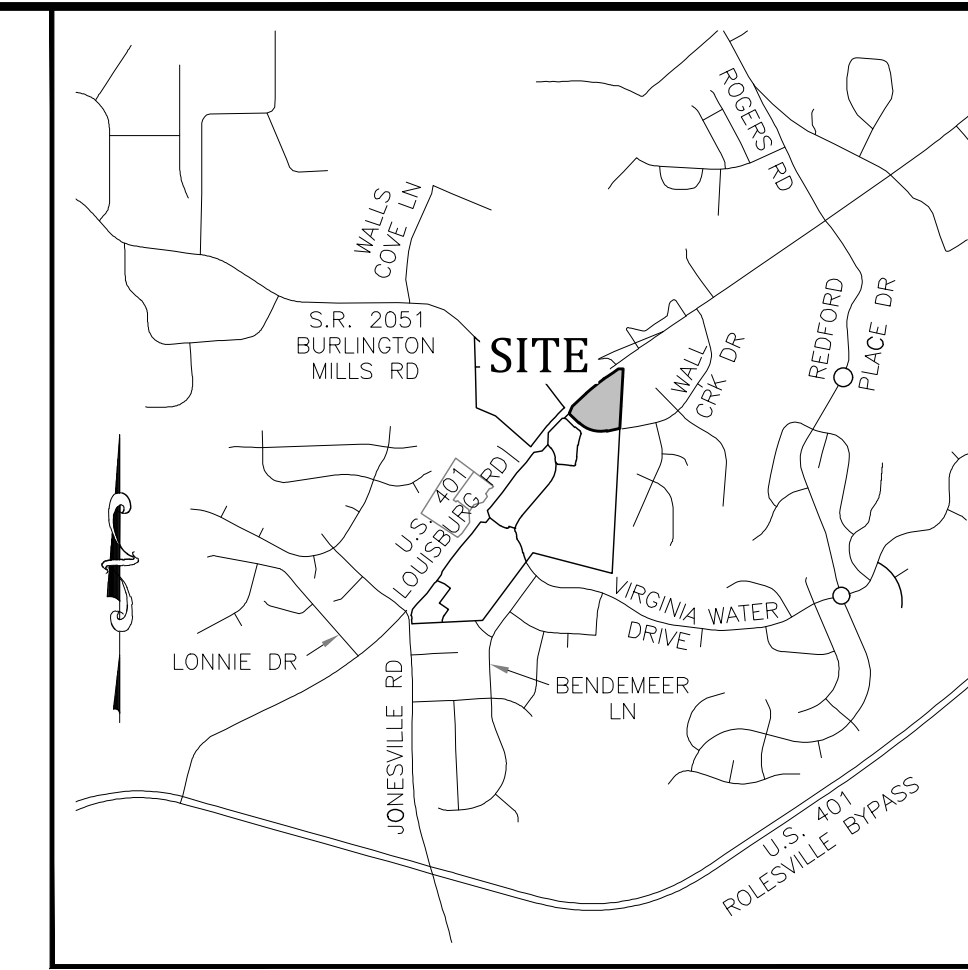 ROGERS RD
WALLS
COVE LN
S.R. 2051
BURLINGTON
MILLS RD
SITE
WALL
CRK DR
REDFORD
PLACE DR
U.S. 401
LOUISBURG RD
VIRGINIA WATER
DRIVE
LONNIE DR
BENDEMEER
LN
JONESVILLE RD
U.S. 401
ROLESVILLE BYPASS